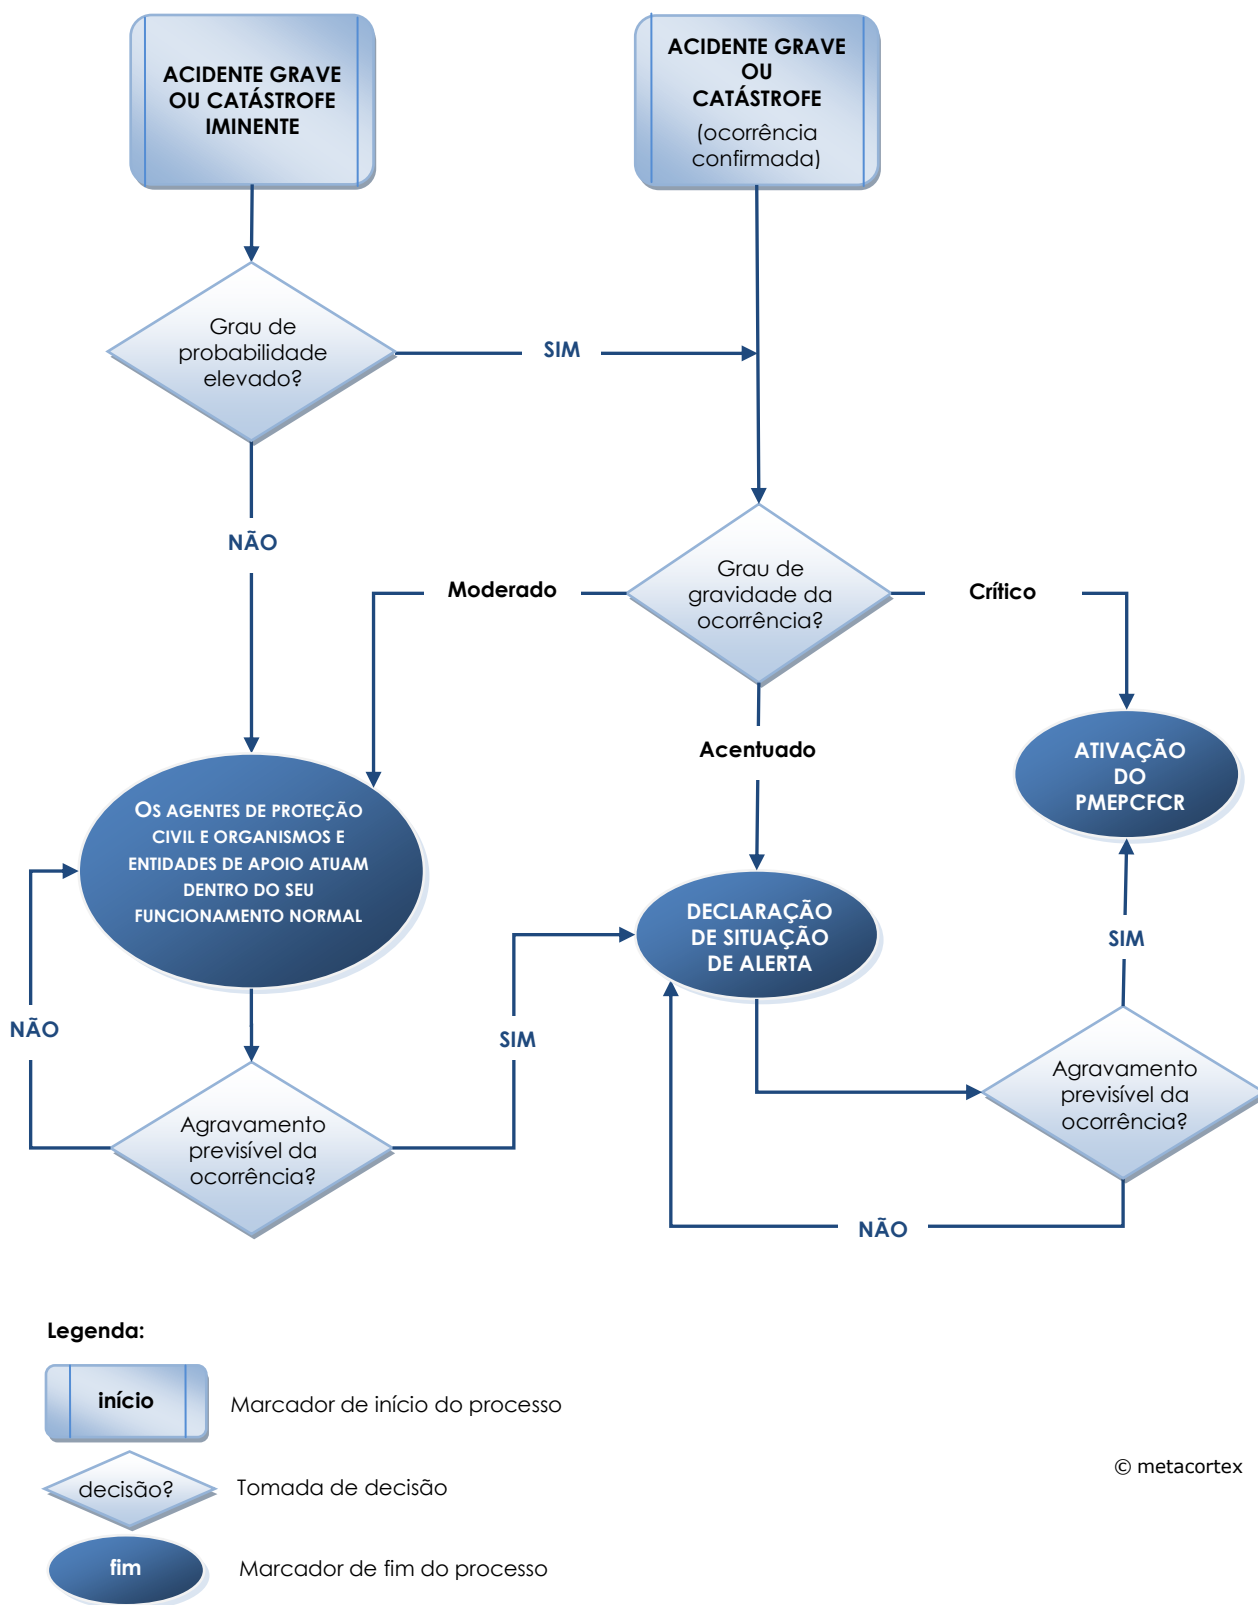 ACIDENTE GRAVE
OU CATÁSTROFE
IMINENTE
ACIDENTE GRAVE
OU
CATÁSTROFE
(ocorrência
confirmada)
Grau de
probabilidade
elevado?
SIM
NÃO
Grau de
gravidade da
ocorrência?
Moderado
Crítico
Acentuado
OS AGENTES DE PROTEÇÃO
CIVIL E ORGANISMOS E
ENTIDADES DE APOIO ATUAM
DENTRO DO SEU
FUNCIONAMENTO NORMAL
ATIVAÇÃO
DO
PMEPCFCR
DECLARAÇÃO
DE SITUAÇÃO
DE ALERTA
SIM
NÃO
SIM
Agravamento
previsível da
ocorrência?
Agravamento
previsível da
ocorrência?
NÃO
Legenda:
início
Marcador de início do processo
decisão?
Tomada de decisão
© metacortex
fim
Marcador de fim do processo